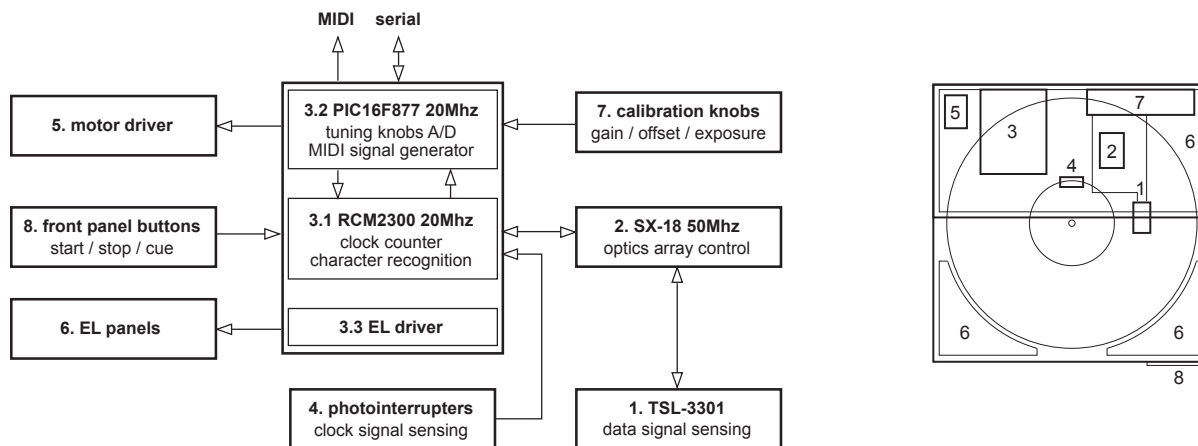 MIDI serial
5. motor driver
3.2 PIC16F877 20Mhz
tuning knobs A/D
MIDI signal generator
7. calibration knobs
gain / offset / exposure
8. front panel buttons
start / stop / cue
3.1 RCM2300 20Mhz
clock counter
character recognition
2. SX-18 50Mhz
optics array control
6. EL panels
3.3 EL driver
4. photointerrupters
clock signal sensing
1. TSL-3301
data signal sensing
5
3
7
6
2
4
1
6
6
8